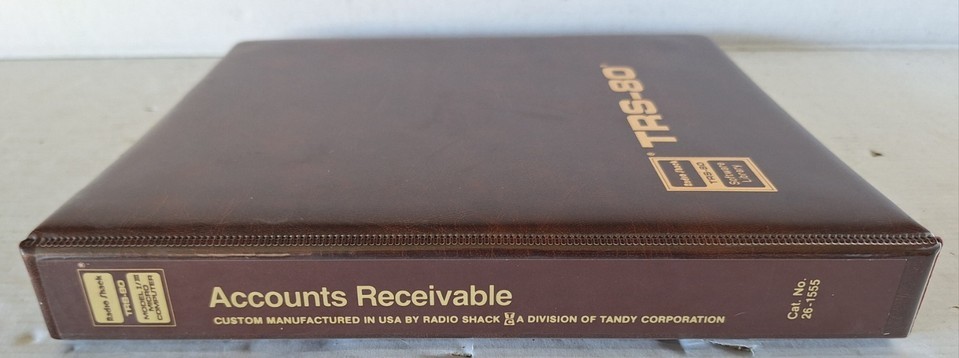 TRS-80
Radio Shack
TRS-80
Software
Library
Radio Shack
TRS-80
MODEL I/III
MICRO
COMPUTER
Accounts Receivable
CUSTOM MANUFACTURED IN USA BY RADIO SHACK TC A DIVISION OF TANDY CORPORATION
Cat. No.
26-1555